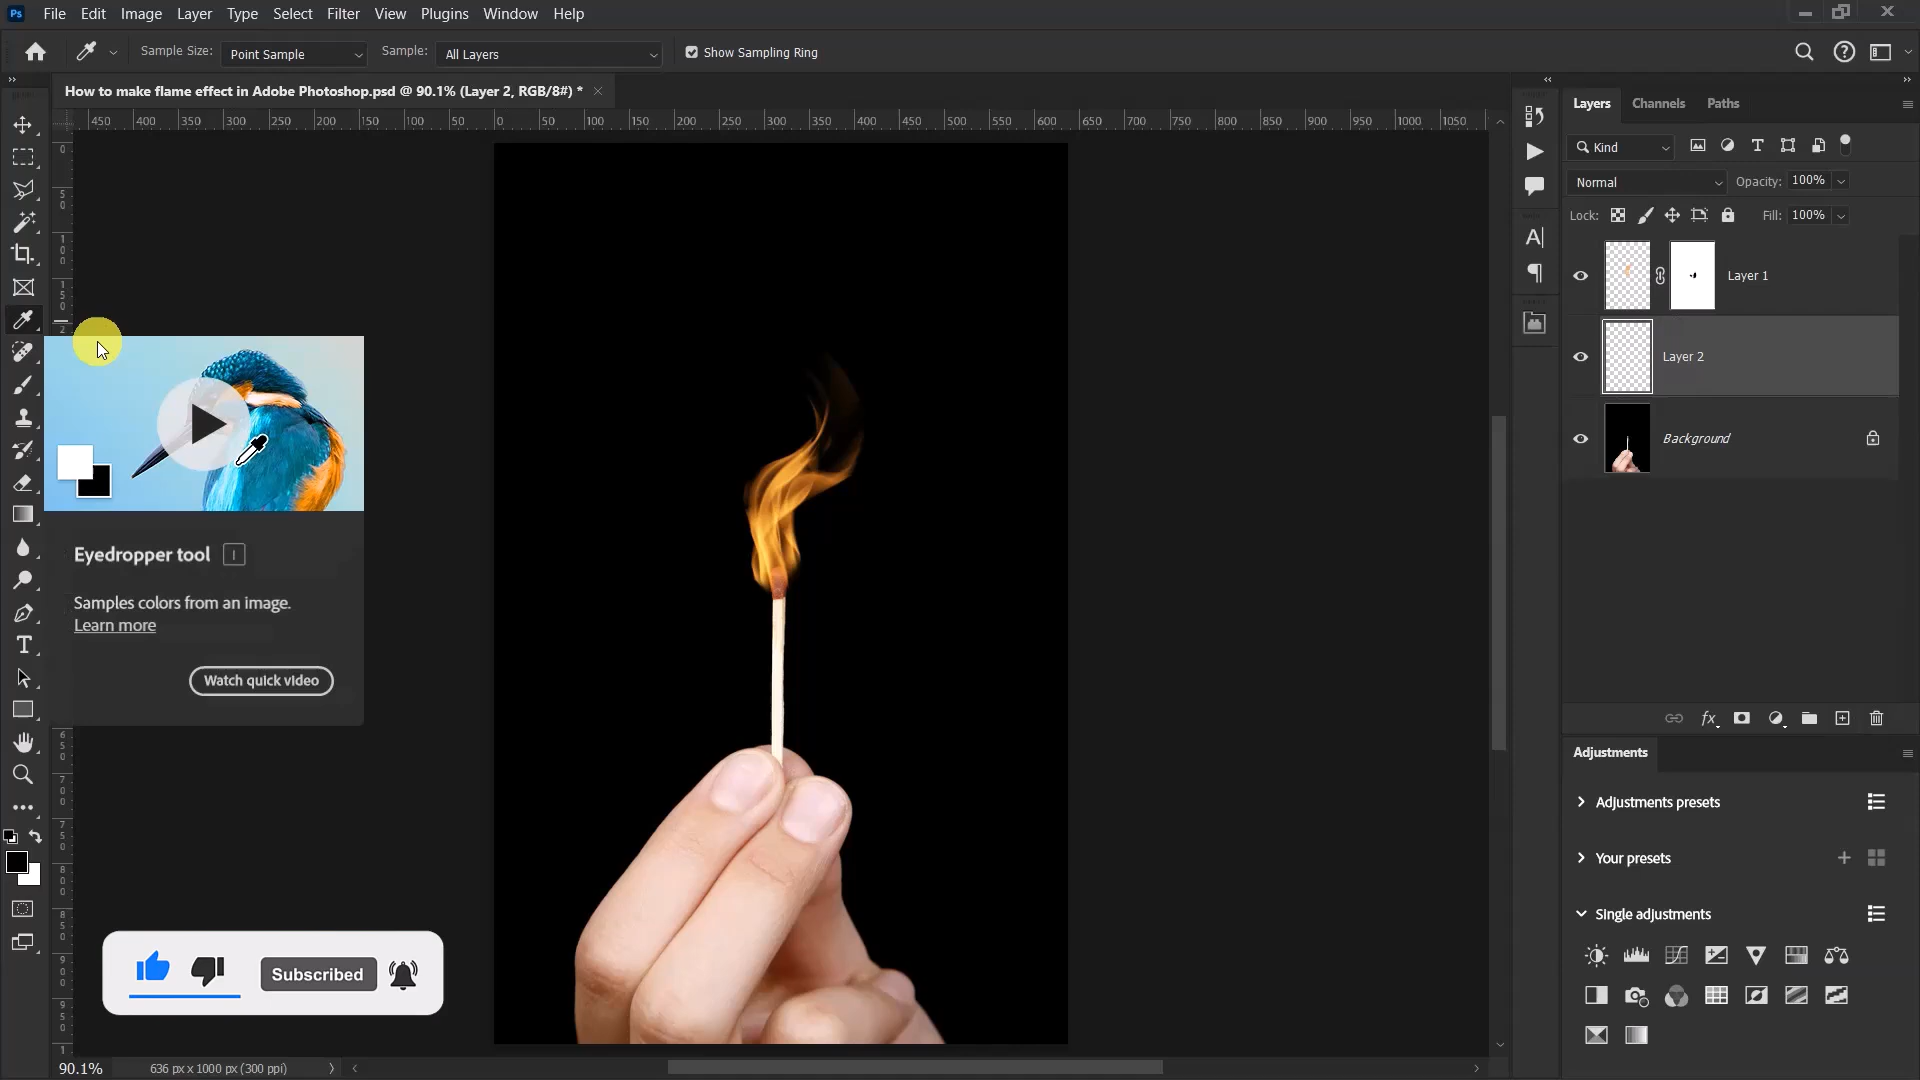 Ps File Edit Image Layer Type Select Filter View Plugins Window Help
Sample Size: Point Sample Sample: All Layers Show Sampling Ring
How to make flame effect in Adobe Photoshop.psd @ 90.1% (Layer 2, RGB/8#) *
450 400 350 300 250 200 150 100 50 0 50 100 150 200 250 300 350 400 450 500 550 600 650 700 750 800 850 900 950 1000 1050
Layers Channels Paths
Kind
Normal Opacity: 100%
Lock: Fill: 100%
Layer 1
Layer 2
Background
Eyedropper tool I
Samples colors from an image.
Learn more
Watch quick video
Adjustments
Adjustments presets
Your presets
Single adjustments
Subscribed
90.1% 636 px x 1000 px (300 ppi)